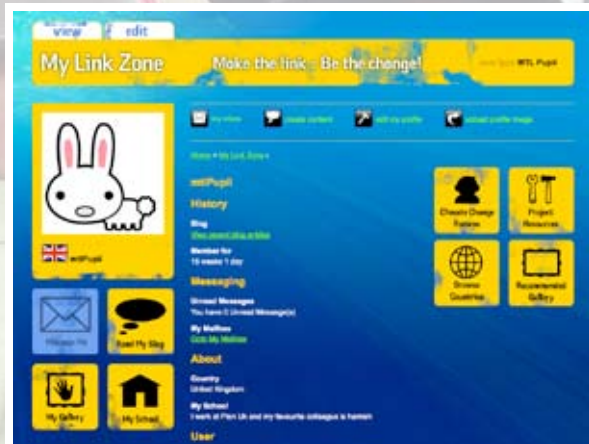 view edit
My Link Zone Make the link - Be the change! MTL Pupil
my inbox create content edit my profile upload profile image
Home • My Link Zone •
mtlPupil
History
Blog
View recent blog entries
Member for
15 weeks 1 day
Messaging
Unread Messages
You have 0 Unread Message(s)
My Mailbox
Goto My Mailbox
About
Country
United Kingdom
My School
I work at Plan Uk and my favourite colleague is
User
mtlPupil
Message Me
Read My Blog
My Gallery
My School
Climate Change
Project
Resources
Browse
Countries
Recommended
Gallery